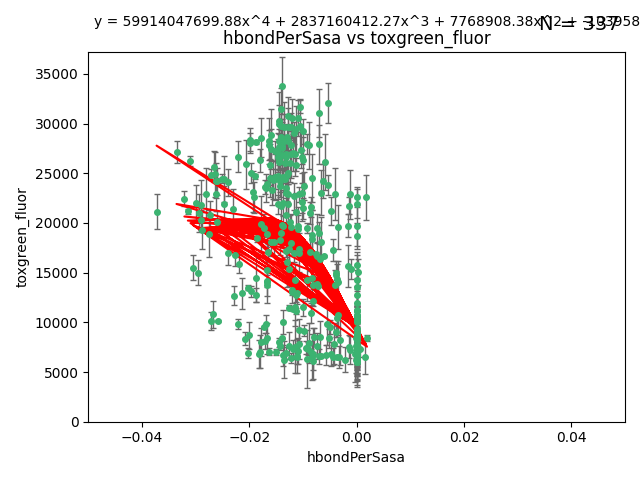 y = 59914047699.88x^4 + 2837160412.27x^3 + 7768908.38x^2 +
N = 337
hbondPerSasa vs toxgreen_fluor
toxgreen_fluor
35000
30000
25000
20000
15000
10000
5000
0
−0.04
−0.02
0.00
0.02
0.04
hbondPerSasa